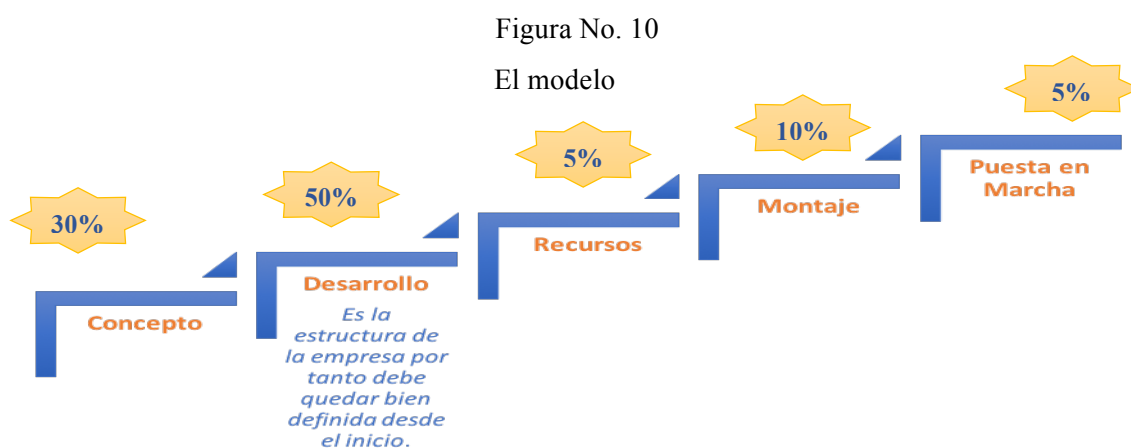 Figura No. 10
El modelo
30%
Concepto
50%
Desarrollo
Es la
estructura de
la empresa por
tanto debe
quedar bien
definida desde
el inicio.
5%
Recursos
10%
Montaje
5%
Puesta en
Marcha